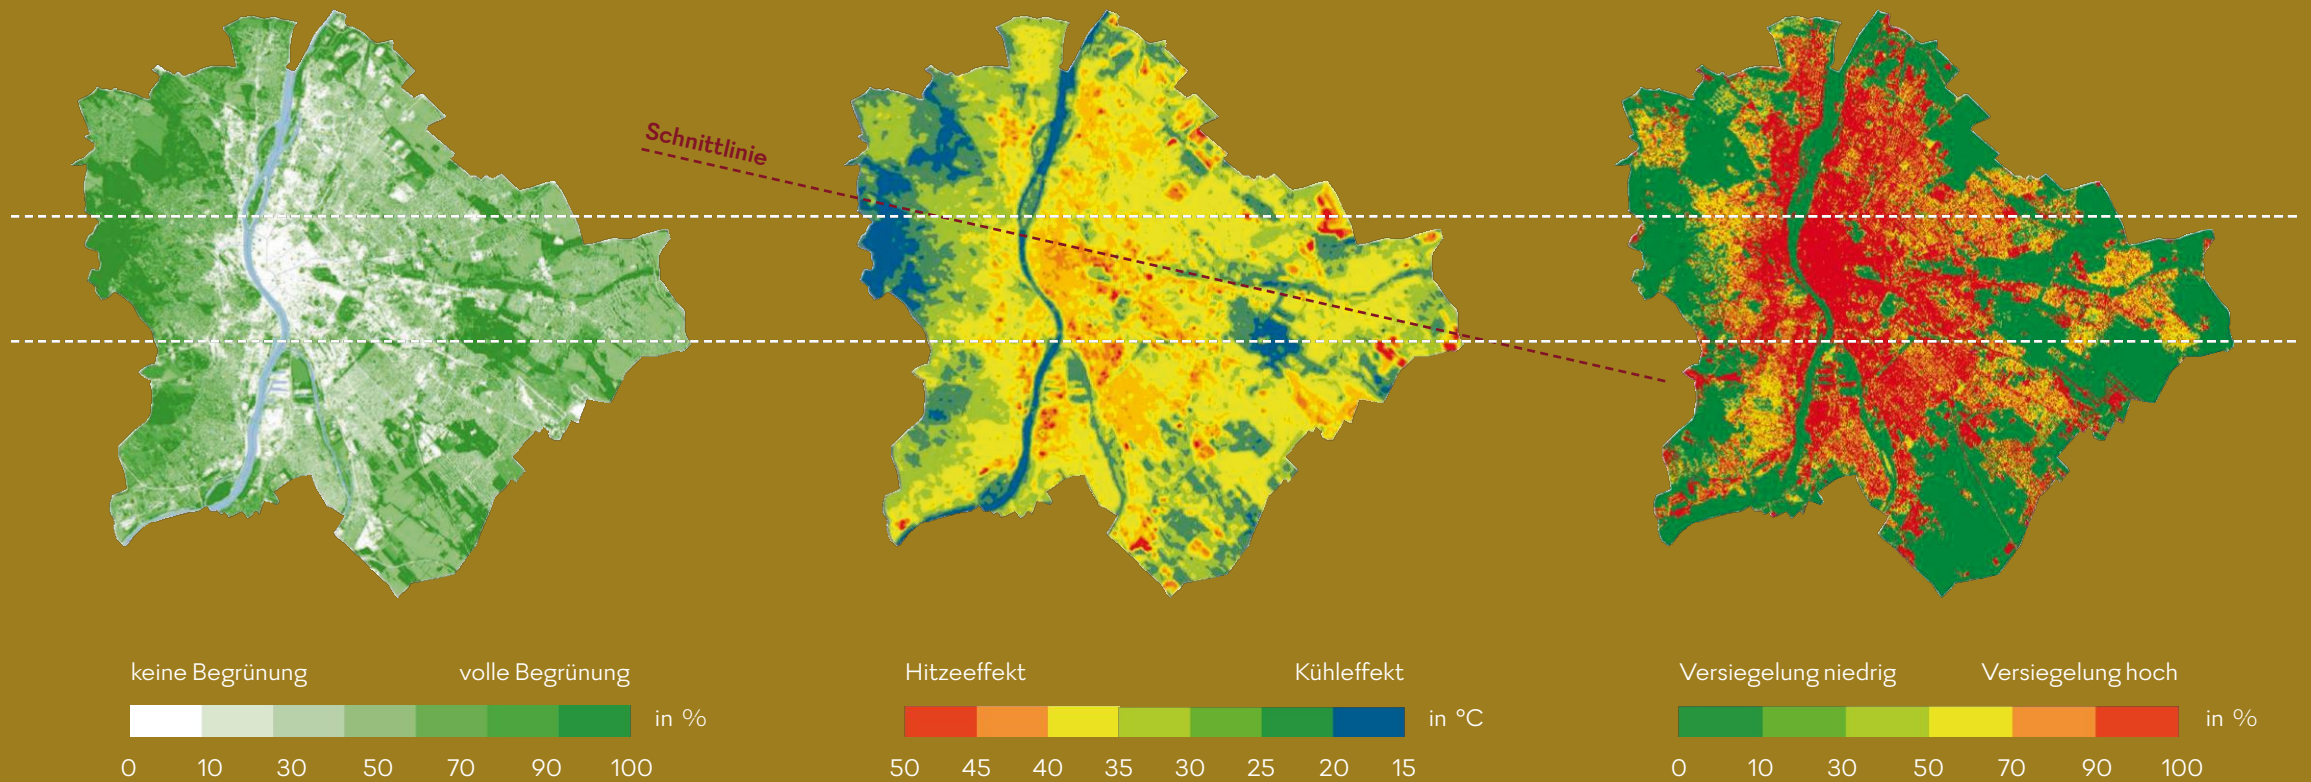 Schnittlinie
keine Begrünung volle Begrünung
in %
0 10 30 50 70 90 100
Hitzeeffekt Kühleffekt
in °C
50 45 40 35 30 25 20 15
Versiegelung niedrig Versiegelung hoch
in %
0 10 30 50 70 90 100